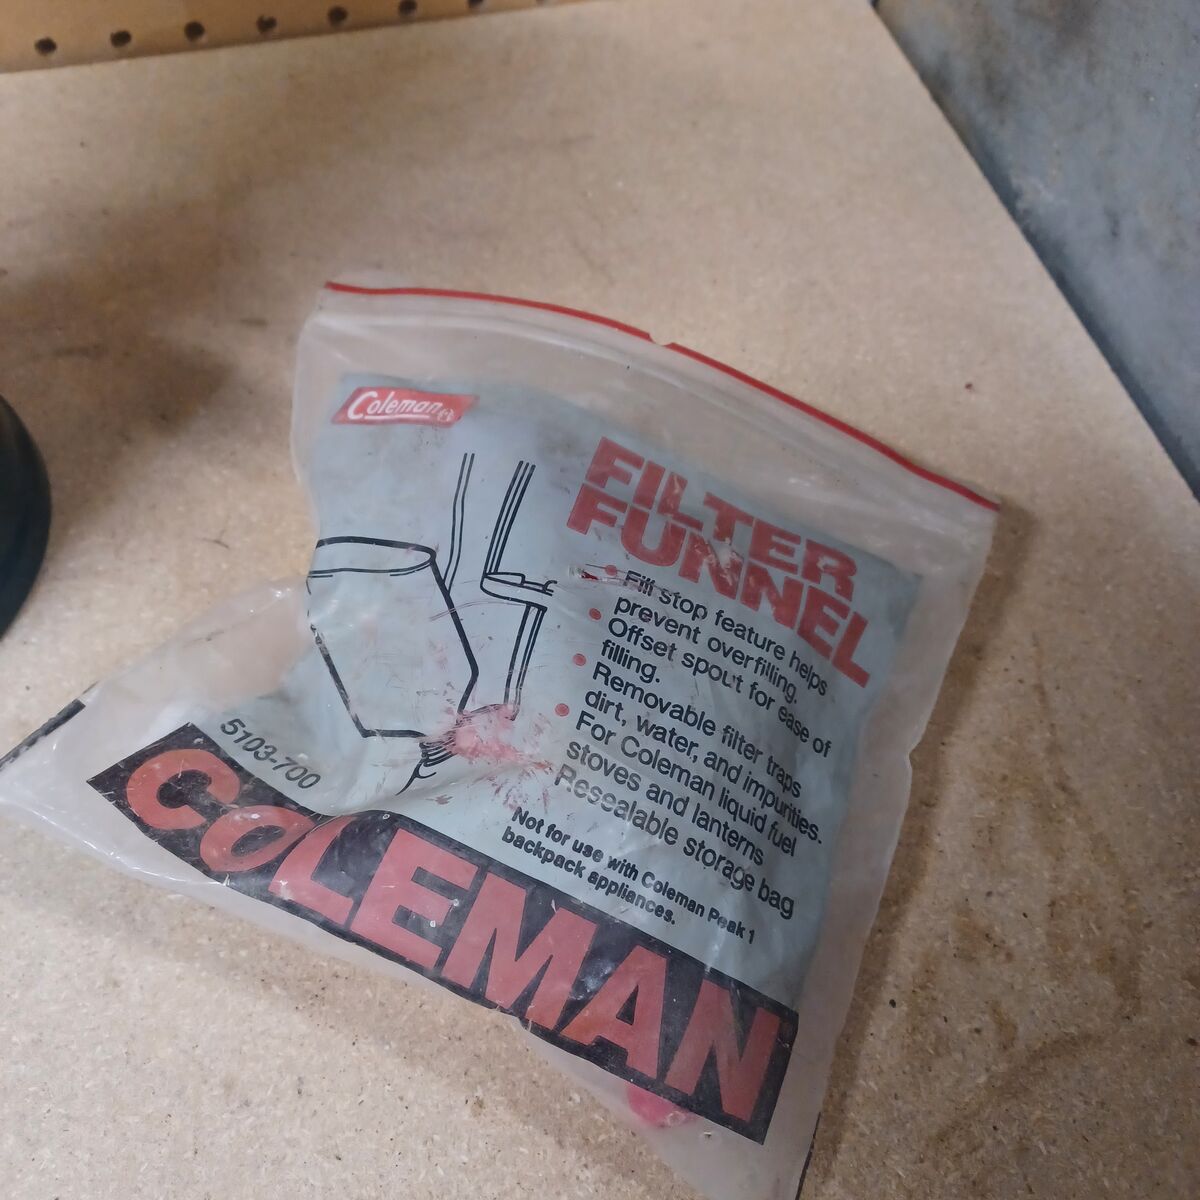 Coleman
FILTER
FUNNEL
• Fill stop feature helps
prevent overfilling.
• Offset spout for ease of
filling.
• Removable filter traps
dirt, water, and impurities.
• For Coleman liquid fuel
stoves and lanterns
Resealable storage bag
Not for use with Coleman Peak 1
backpack appliances.
5103-700
COLEMAN